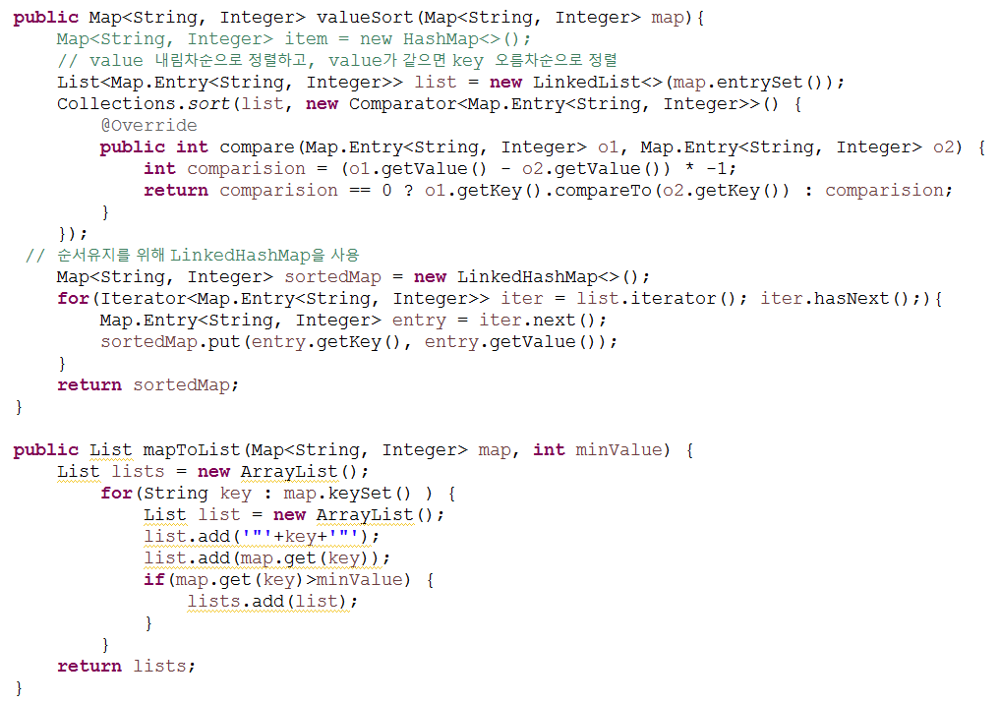 public Map<String, Integer> valueSort(Map<String, Integer> map){
    Map<String, Integer> item = new HashMap<>();
    // value 내림차순으로 정렬하고, value가 같으면 key 오름차순으로 정렬
    List<Map.Entry<String, Integer>> list = new LinkedList<>(map.entrySet());
    Collections.sort(list, new Comparator<Map.Entry<String, Integer>>() {
        @Override
        public int compare(Map.Entry<String, Integer> o1, Map.Entry<String, Integer> o2) {
            int comparision = (o1.getValue() - o2.getValue()) * -1;
            return comparision == 0 ? o1.getKey().compareTo(o2.getKey()) : comparision;
        }
    });
 // 순서유지를 위해 LinkedHashMap을 사용
    Map<String, Integer> sortedMap = new LinkedHashMap<>();
    for(Iterator<Map.Entry<String, Integer>> iter = list.iterator(); iter.hasNext();){
        Map.Entry<String, Integer> entry = iter.next();
        sortedMap.put(entry.getKey(), entry.getValue());
    }
    return sortedMap;
}

public List mapToList(Map<String, Integer> map, int minValue) {
    List lists = new ArrayList();
        for(String key : map.keySet() ) {
            List list = new ArrayList();
            list.add('"'+key+'"');
            list.add(map.get(key));
            if(map.get(key)>minValue) {
                lists.add(list);
            }
        }
    return lists;
}